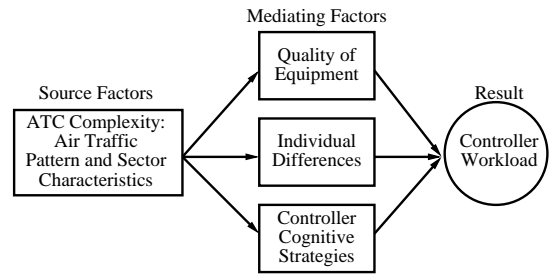 Mediating Factors
Quality of
Equipment
Source Factors
ATC Complexity:
Air Traffic
Pattern and Sector
Characteristics
Individual
Differences
Controller
Cognitive
Strategies
Result
Controller
Workload